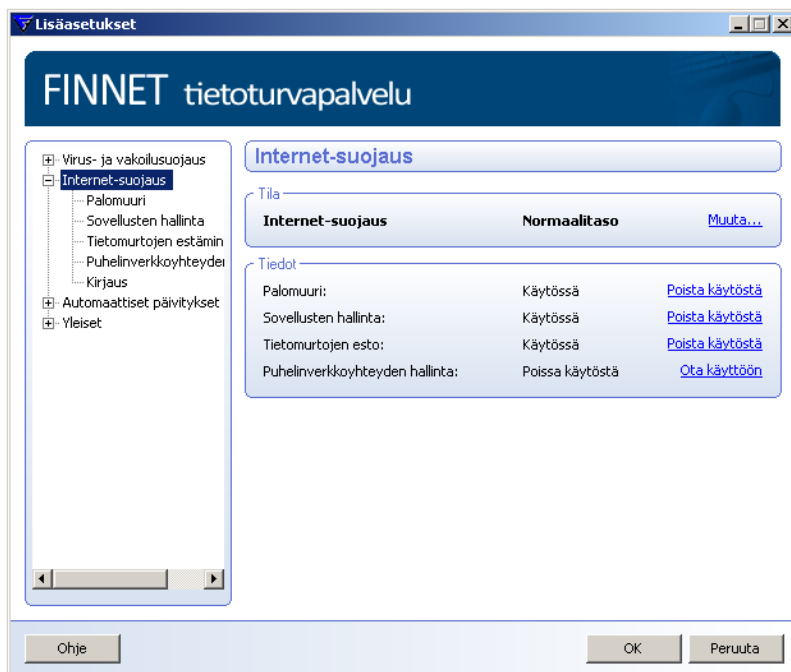 Lisäasetukset
FINNET tietoturvapalvelu
Virus- ja vakoilusuojaus
Internet-suojaus
Palomuuri
Sovellusten hallinta
Tietomurtojen estämin
Puhelinverkkoyhteyde
Kirjaus
Automaattiset päivitykset
Yleiset
Internet-suojaus
Tila
Internet-suojaus Normaalitaso Muuta...
Tiedot
Palomuuri: Käytössä Poista käytöstä
Sovellusten hallinta: Käytössä Poista käytöstä
Tietomurtojen esto: Käytössä Poista käytöstä
Puhelinverkkoyhteyden hallinta: Poissa käytöstä Ota käyttöön
Ohje OK Peruuta